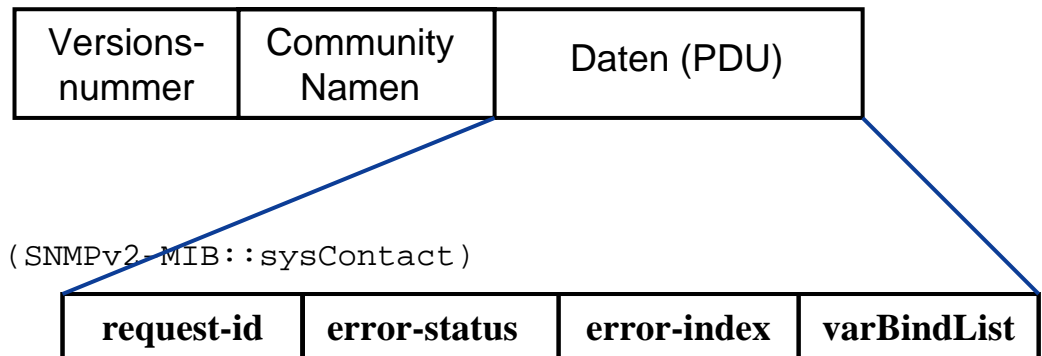 Versions-
nummer
Community
Namen
Daten (PDU)
(SNMPv2-MIB::sysContact)
request-id error-status error-index varBindList